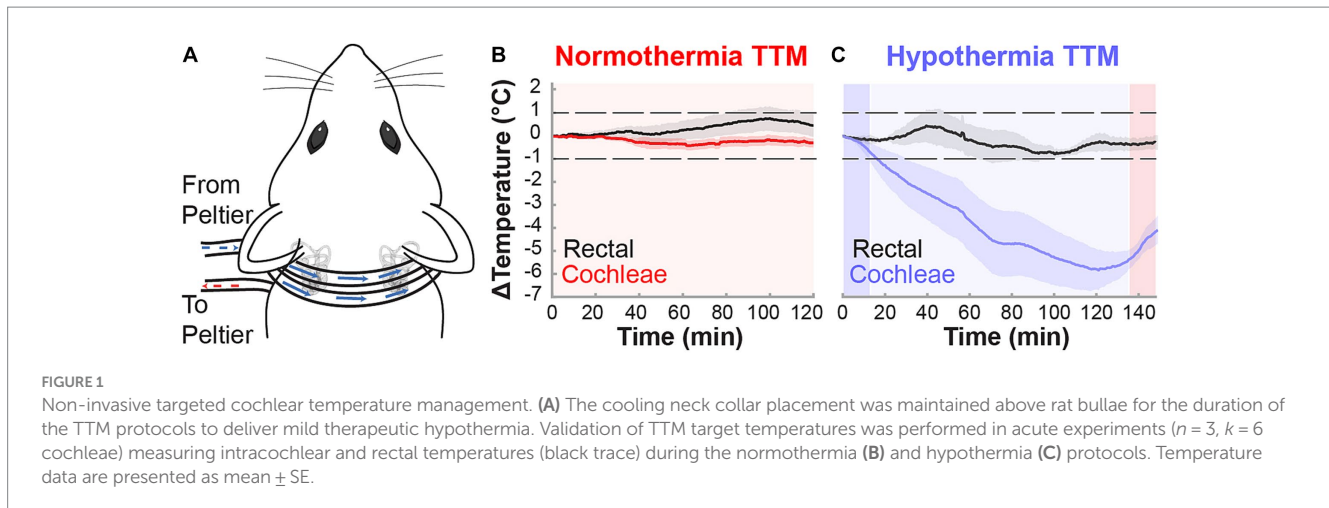 A
From
Peltier
To
Peltier
B
Normothermia TTM
ΔTemperature (°C)
2
1
0
-1
-2
-3
-4
-5
-6
-7
Rectal
Cochleae
0 20 40 60 80 100 120
Time (min)
C
Hypothermia TTM
Rectal
Cochleae
0 20 40 60 80 100 120 140
Time (min)
FIGURE 1
Non-invasive targeted cochlear temperature management. (A) The cooling neck collar placement was maintained above rat bullae for the duration of
the TTM protocols to deliver mild therapeutic hypothermia. Validation of TTM target temperatures was performed in acute experiments (n = 3, k = 6
cochleae) measuring intracochlear and rectal temperatures (black trace) during the normothermia (B) and hypothermia (C) protocols. Temperature
data are presented as mean ± SE.